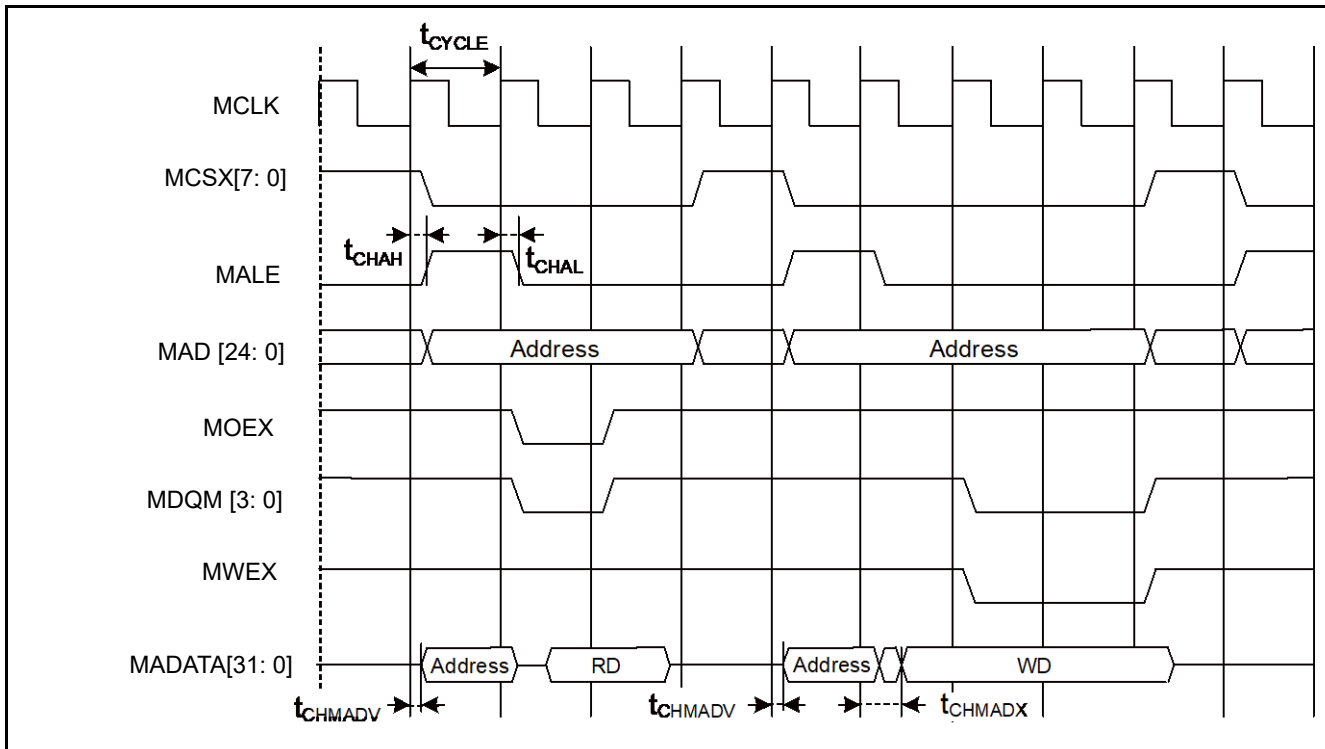 tCYCLE
MCLK
MCSX[7: 0]
tCHAH
tCHAL
MALE
MAD [24: 0]
Address
Address
MOEX
MDQM [3: 0]
MWEX
MADATA[31: 0]
Address
RD
Address
WD
tCHMADV
tCHMADV
tCHMADX